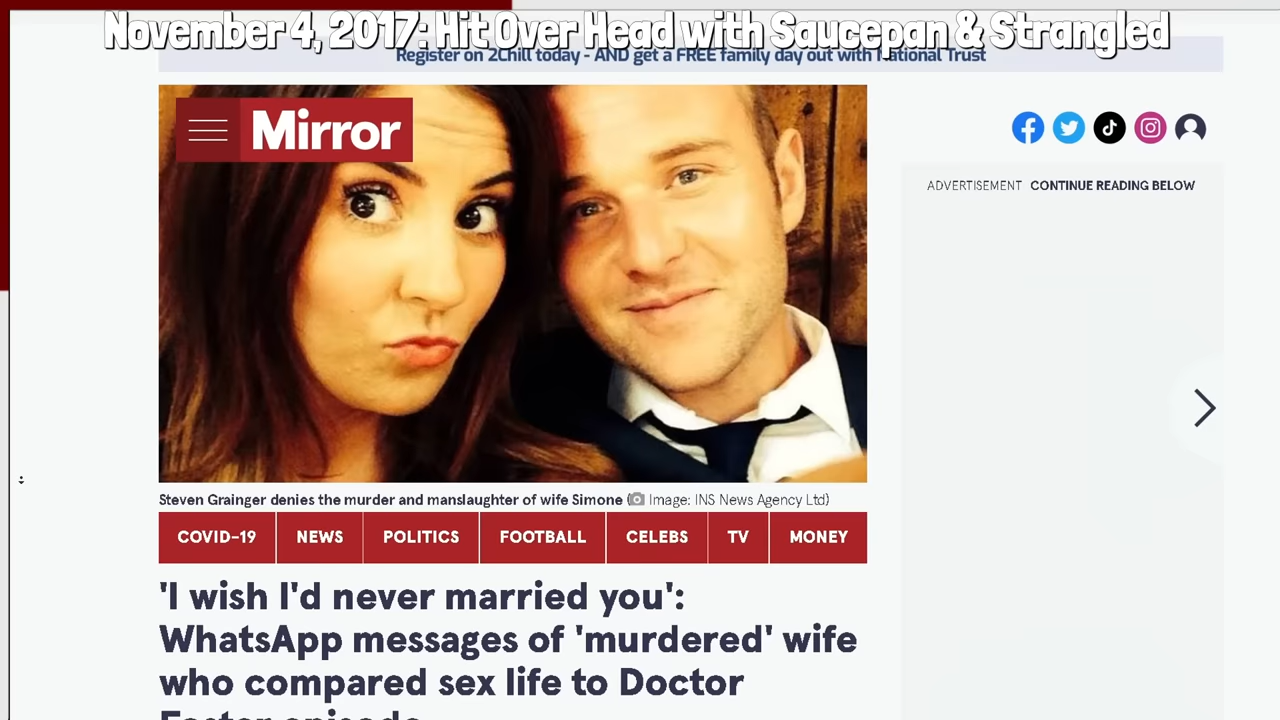 November 4, 2017: Hit Over Head with Saucepan & Strangled
Register on 2Chill today - AND get a FREE family day out with National Trust
Mirror
ADVERTISEMENT CONTINUE READING BELOW
Steven Grainger denies the murder and manslaughter of wife Simone (Image: INS News Agency Ltd)
COVID-19 NEWS POLITICS FOOTBALL CELEBS TV MONEY
'I wish I'd never married you':
WhatsApp messages of 'murdered' wife
who compared sex life to Doctor
Foster episode